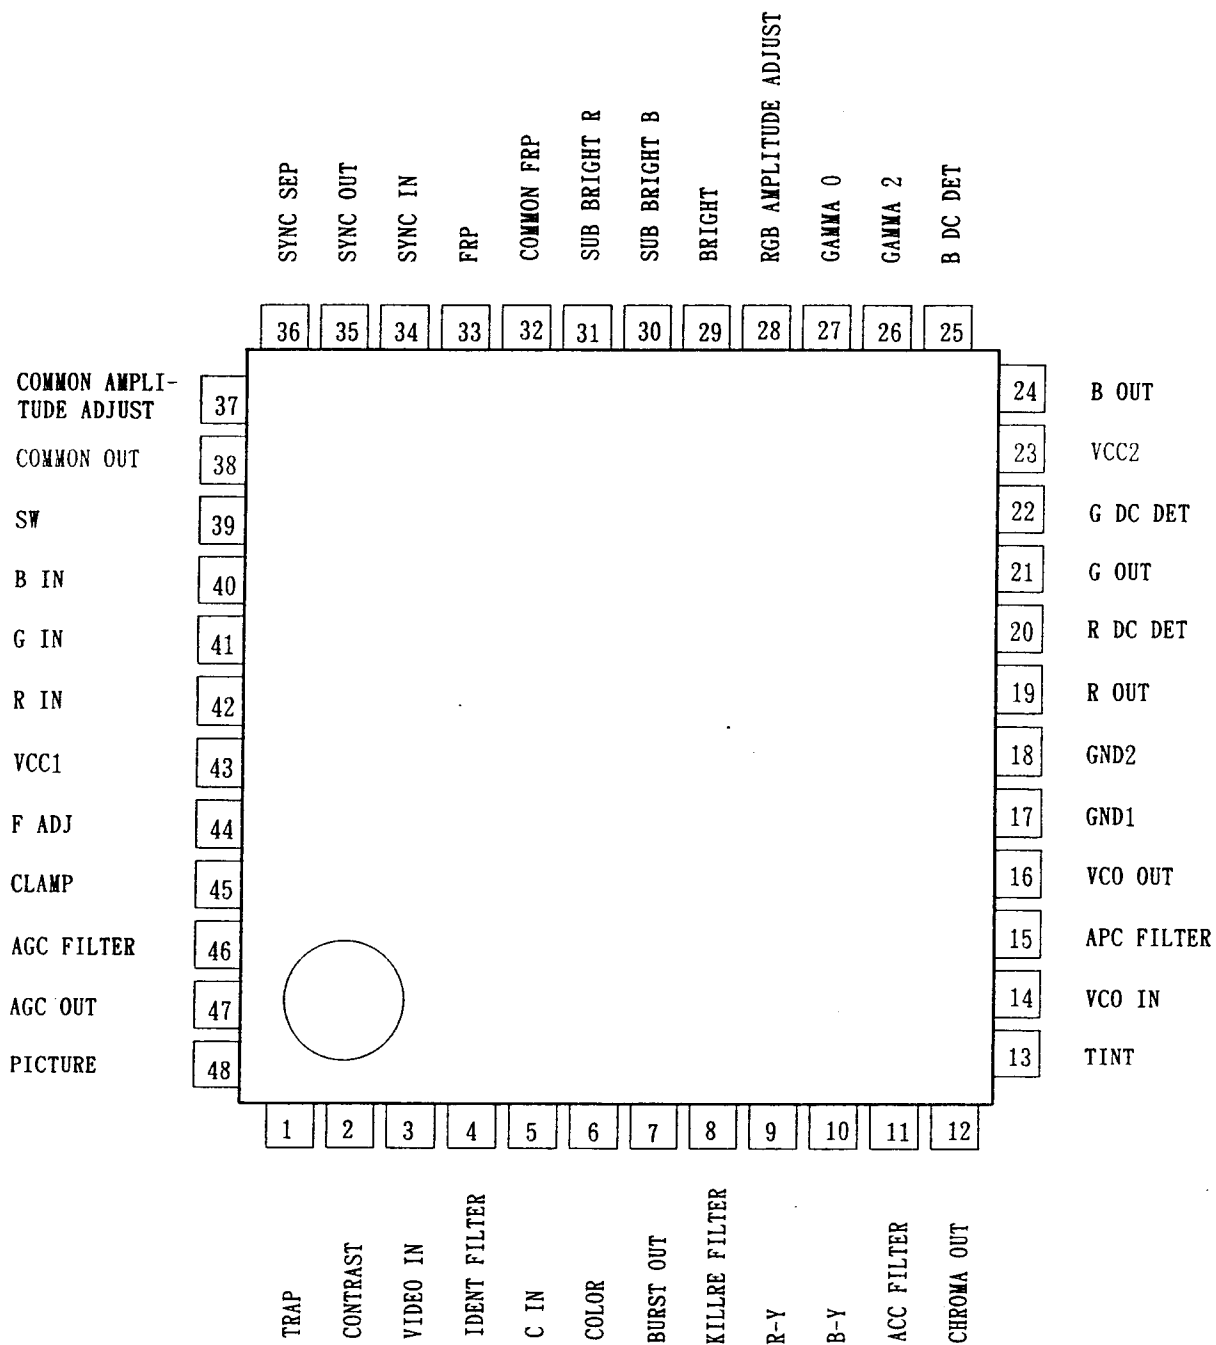 SYNC SEP
SYNC OUT
SYNC IN
FRP
COMMON FRP
SUB BRIGHT R
SUB BRIGHT B
BRIGHT
RGB AMPLITUDE ADJUST
GAMMA 0
GAMMA 2
B DC DET
36 35 34 33 32 31 30 29 28 27 26 25
COMMON AMPLI-
TUDE ADJUST
37
COMMON OUT 38
SW 39
B IN 40
G IN 41
R IN 42
VCC1 43
F ADJ 44
CLAMP 45
AGC FILTER 46
AGC OUT 47
PICTURE 48
24 B OUT
23 VCC2
22 G DC DET
21 G OUT
20 R DC DET
19 R OUT
18 GND2
17 GND1
16 VCO OUT
15 APC FILTER
14 VCO IN
13 TINT
1 2 3 4 5 6 7 8 9 10 11 12
TRAP
CONTRAST
VIDEO IN
IDENT FILTER
C IN
COLOR
BURST OUT
KILLRE FILTER
R-Y
B-Y
ACC FILTER
CHROMA OUT